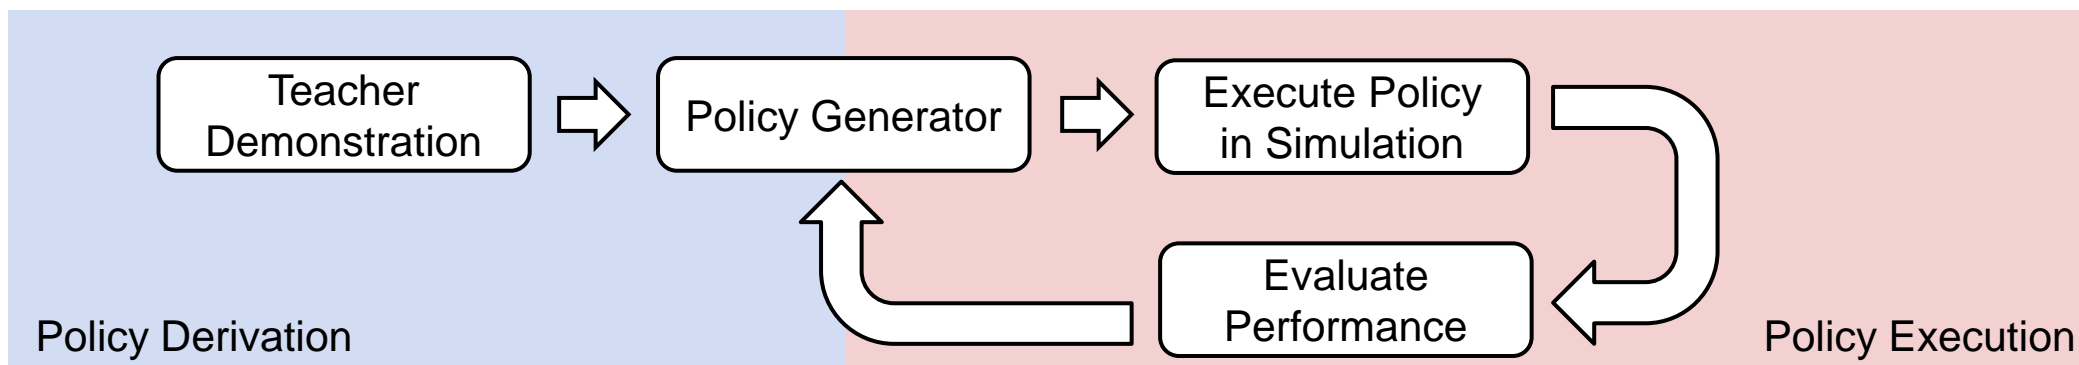 Teacher
Demonstration
Policy Generator
Execute Policy
in Simulation
Evaluate
Performance
Policy Derivation
Policy Execution